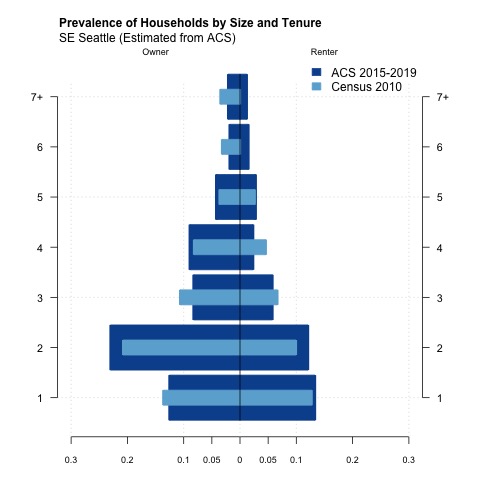 Prevalence of Households by Size and Tenure
SE Seattle (Estimated from ACS)
Owner Renter
ACS 2015-2019
Census 2010
7+ 7+
6 6
5 5
4 4
3 3
2 2
1 1
0.3 0.2 0.1 0.05 0 0.05 0.1 0.2 0.3